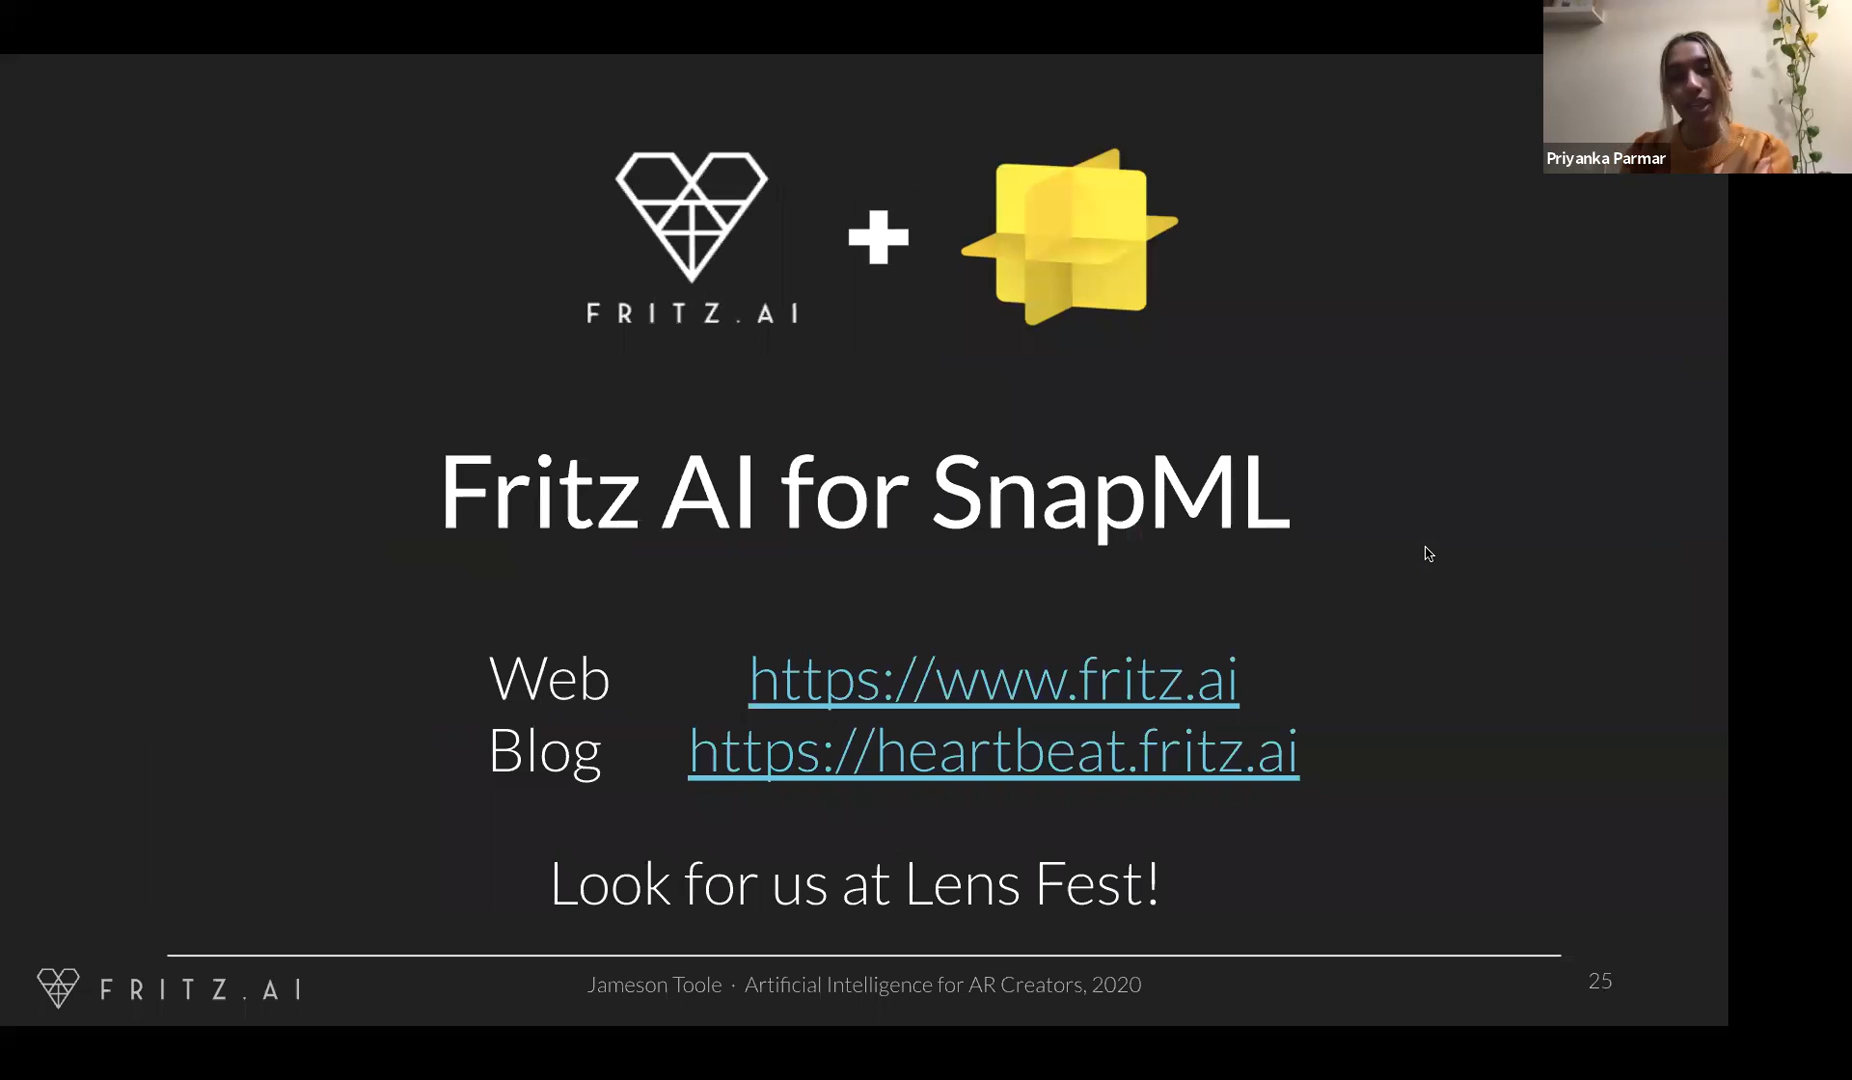 Priyanka Parmar
FRITZ.AI
Fritz AI for SnapML
Web https://www.fritz.ai
Blog https://heartbeat.fritz.ai
Look for us at Lens Fest!
FRITZ.AI
Jameson Toole · Artificial Intelligence for AR Creators, 2020
25